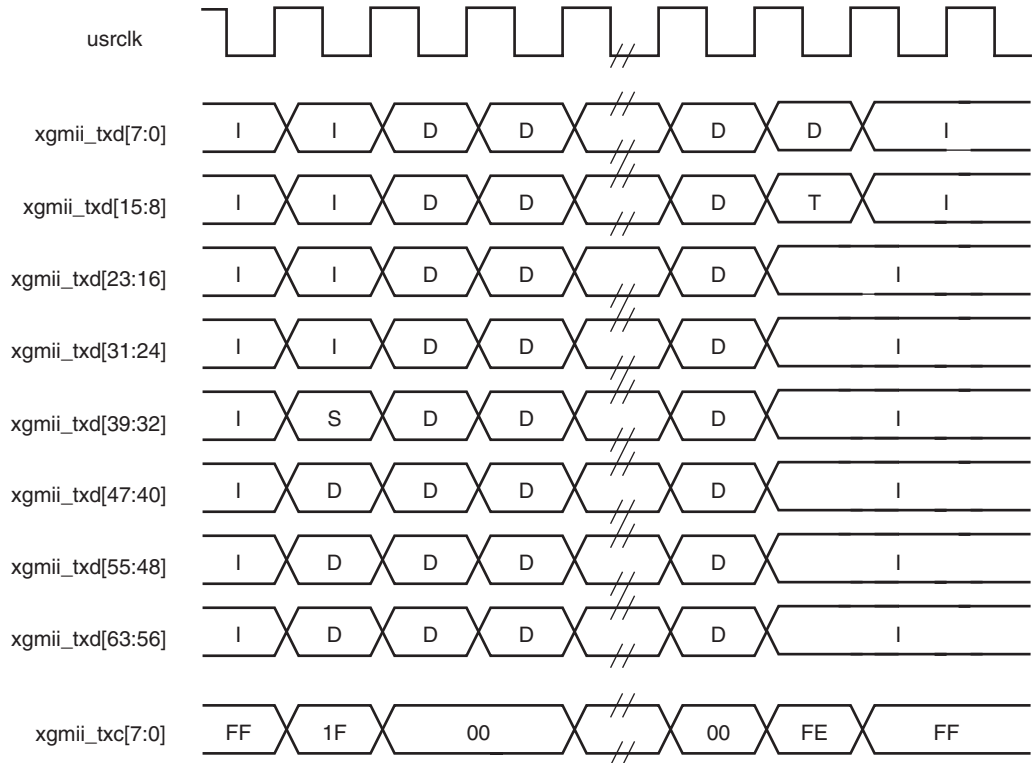 usrclk
xgmii_txd[7:0] I I D D D D I
xgmii_txd[15:8] I I D D D T I
xgmii_txd[23:16] I I D D D I
xgmii_txd[31:24] I I D D D I
xgmii_txd[39:32] I S D D D I
xgmii_txd[47:40] I D D D D I
xgmii_txd[55:48] I D D D D I
xgmii_txd[63:56] I D D D D I
xgmii_txc[7:0] FF 1F 00 00 FE FF